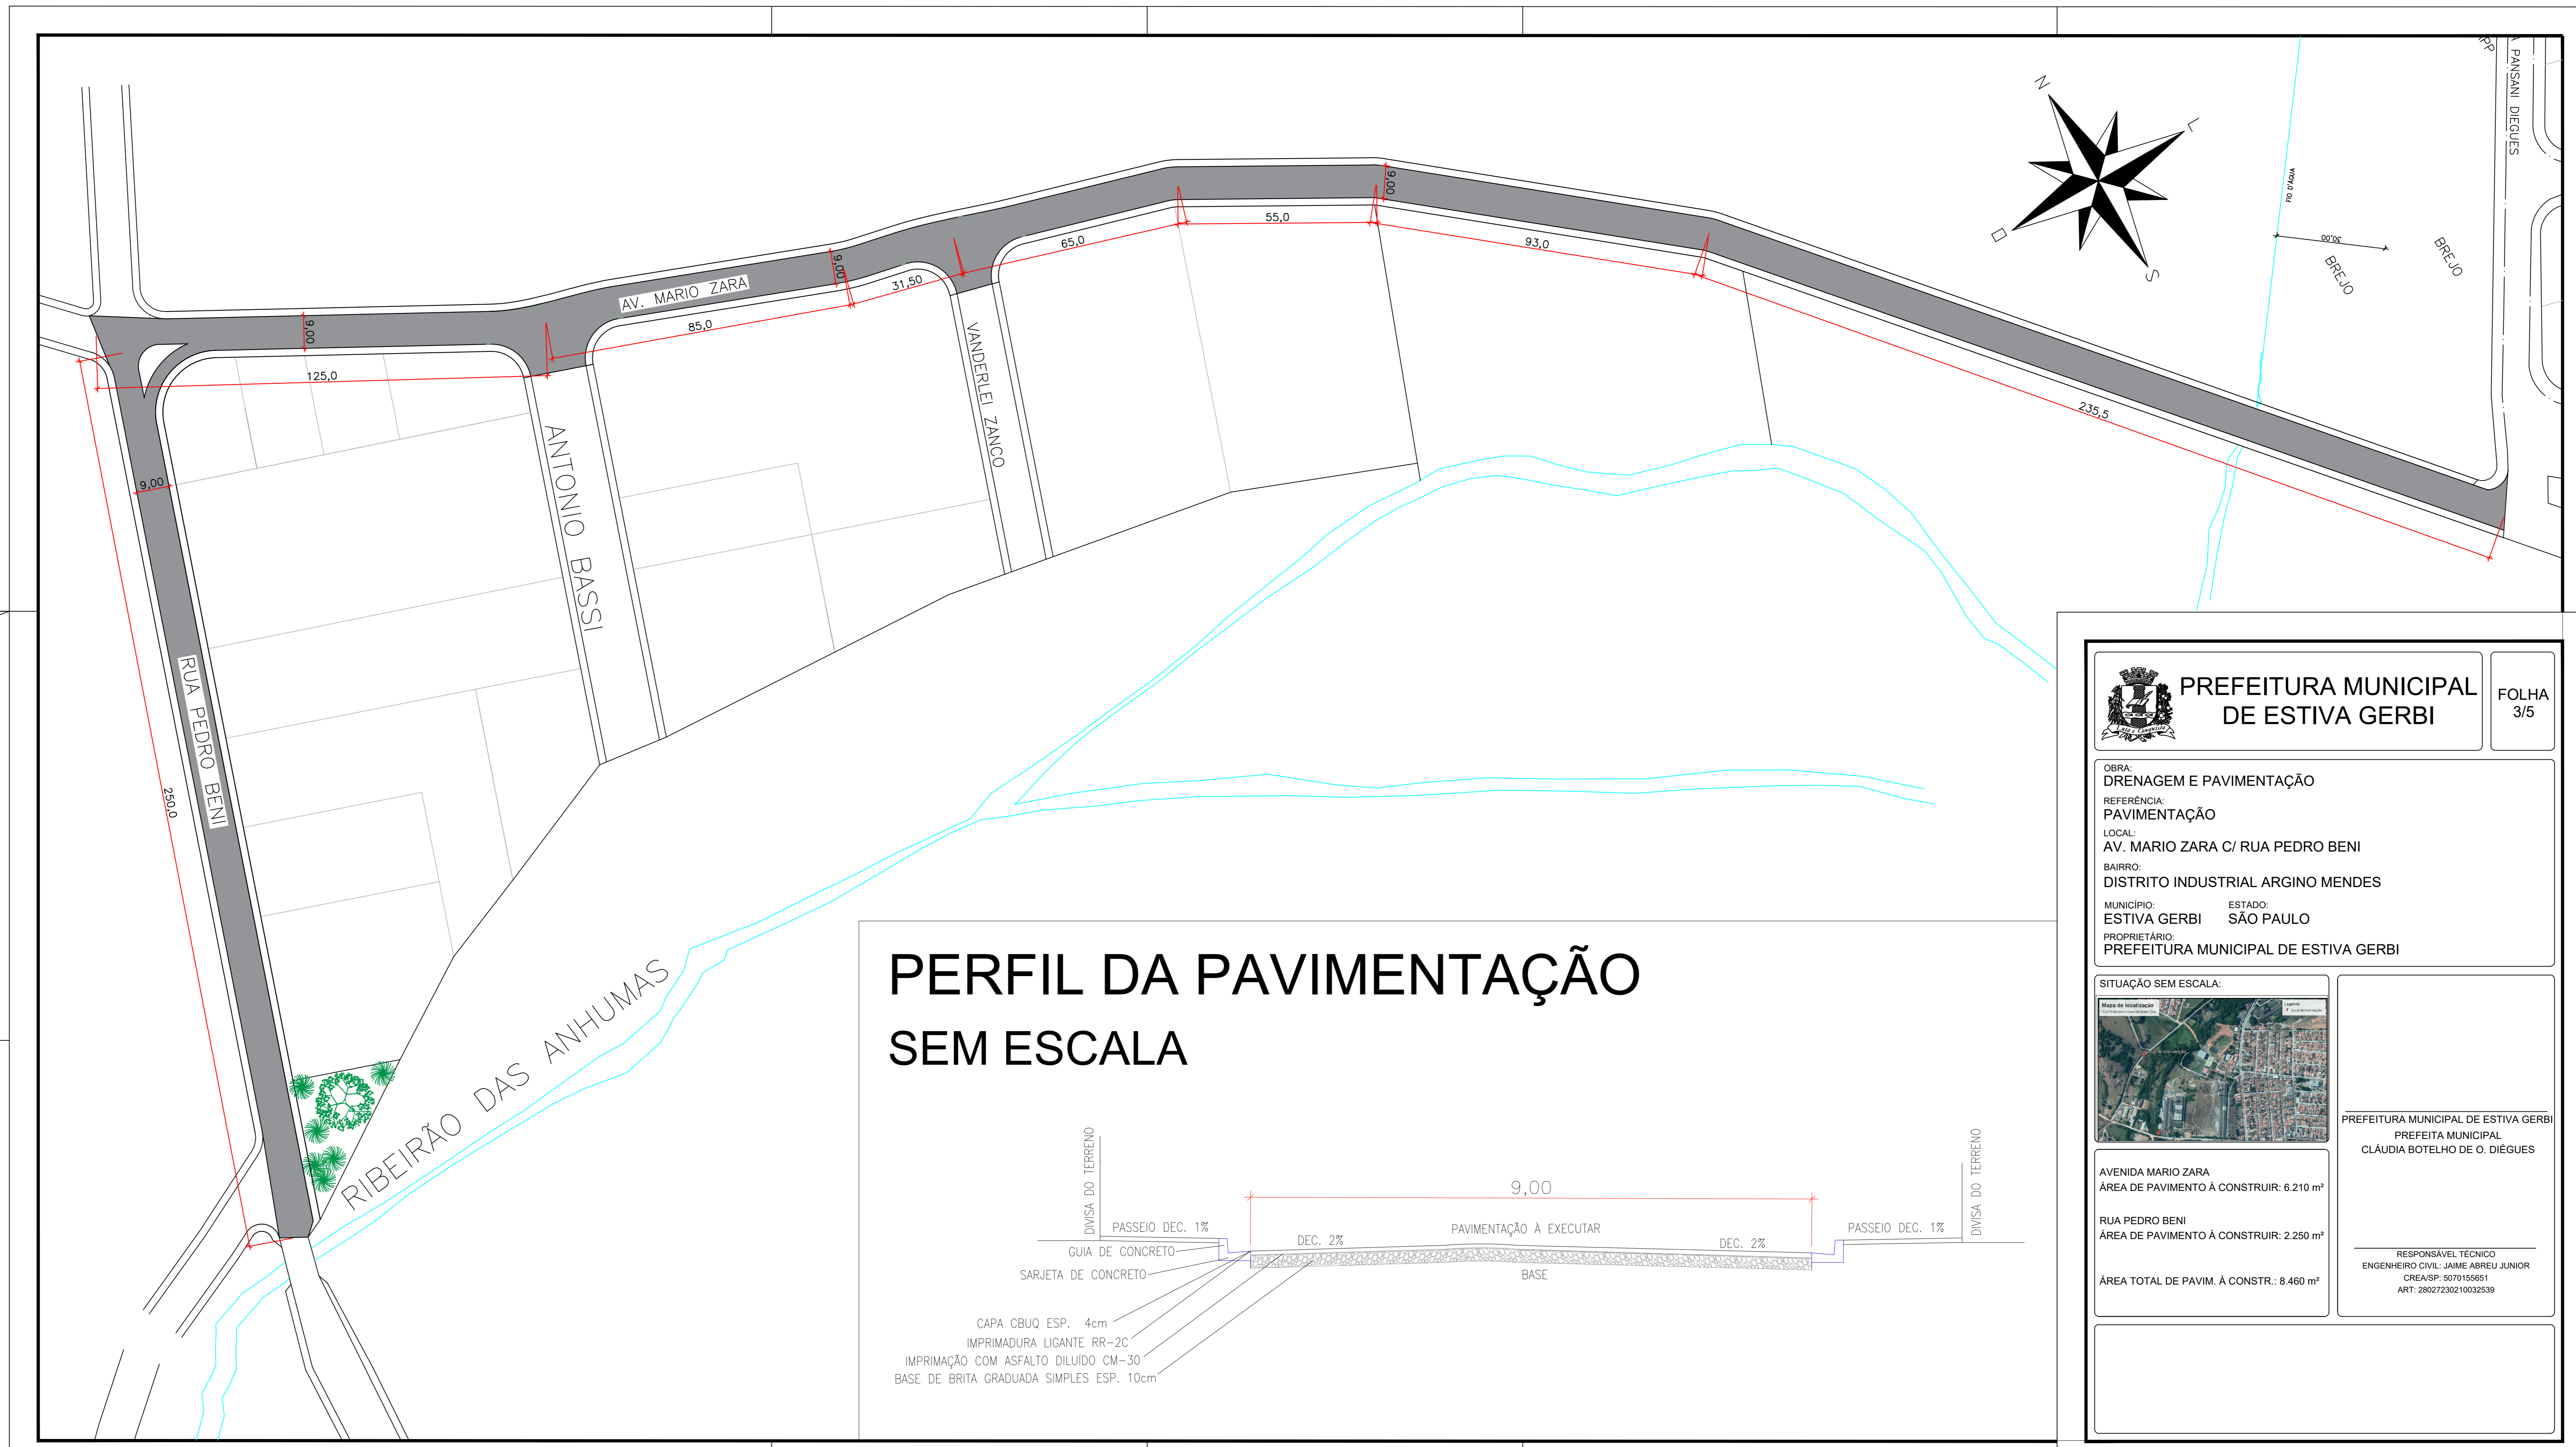 PANSANI DIEGUES
N
L
S
O
FIO D'ÁGUA
30,00
BREJO
BREJO
9,00
55,0
93,0
65,0
9,00
31,50
AV. MARIO ZARA
85,0
9,00
125,0
VANDERLEI ZANCO
235,5
ANTONIO BASSI
9,00
RUA PEDRO BENI
250,0
RIBEIRÃO DAS ANHUMAS
PERFIL DA PAVIMENTAÇÃO
SEM ESCALA
DIVISA DO TERRENO
DIVISA DO TERRENO
9,00
PASSEIO DEC. 1%
PAVIMENTAÇÃO À EXECUTAR
PASSEIO DEC. 1%
DEC. 2%
DEC. 2%
GUIA DE CONCRETO
SARJETA DE CONCRETO
BASE
CAPA CBUQ ESP. 4cm
IMPRIMADURA LIGANTE RR-2C
IMPRIMAÇÃO COM ASFALTO DILUÍDO CM-30
BASE DE BRITA GRADUADA SIMPLES ESP. 10cm
PREFEITURA MUNICIPAL
DE ESTIVA GERBI
FOLHA
3/5
OBRA:
DRENAGEM E PAVIMENTAÇÃO
REFERÊNCIA:
PAVIMENTAÇÃO
LOCAL:
AV. MARIO ZARA C/ RUA PEDRO BENI
BAIRRO:
DISTRITO INDUSTRIAL ARGINO MENDES
MUNICÍPIO: ESTADO:
ESTIVA GERBI SÃO PAULO
PROPRIETÁRIO:
PREFEITURA MUNICIPAL DE ESTIVA GERBI
SITUAÇÃO SEM ESCALA:
Mapa de localização
Legenda
PREFEITURA MUNICIPAL DE ESTIVA GERBI
PREFEITA MUNICIPAL
CLÁUDIA BOTELHO DE O. DIÉGUES
AVENIDA MARIO ZARA
ÁREA DE PAVIMENTO À CONSTRUIR: 6.210 m²
RUA PEDRO BENI
ÁREA DE PAVIMENTO À CONSTRUIR: 2.250 m²
ÁREA TOTAL DE PAVIM. À CONSTR.: 8.460 m²
RESPONSÁVEL TÉCNICO
ENGENHEIRO CIVIL: JAIME ABREU JUNIOR
CREA/SP: 5070155651
ART: 28027230210032539